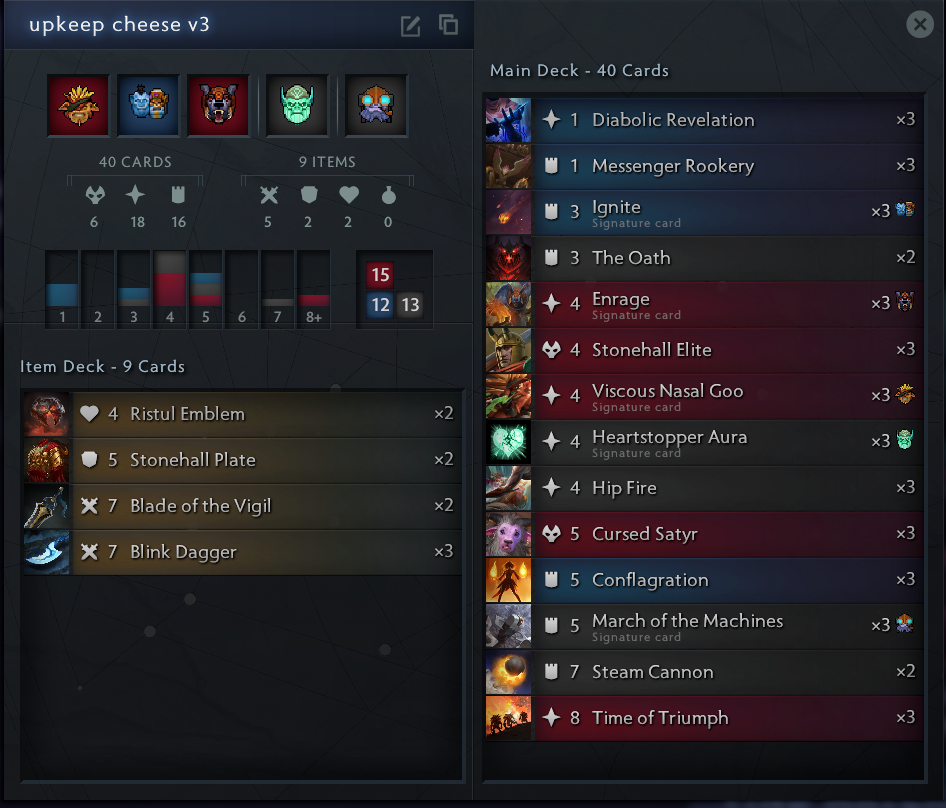 upkeep cheese v3
40 CARDS
9 ITEMS
6 18 16
5 2 2 0
1 2 3 4 5 6 7 8+
15
12 13
Item Deck - 9 Cards
4 Ristul Emblem ×2
5 Stonehall Plate ×2
7 Blade of the Vigil ×2
7 Blink Dagger ×3
Main Deck - 40 Cards
1 Diabolic Revelation ×3
1 Messenger Rookery ×3
3 Ignite ×3
Signature card
3 The Oath ×2
4 Enrage ×3
Signature card
4 Stonehall Elite ×3
4 Viscous Nasal Goo ×3
Signature card
4 Heartstopper Aura ×3
Signature card
4 Hip Fire ×3
5 Cursed Satyr ×3
5 Conflagration ×3
5 March of the Machines ×3
Signature card
7 Steam Cannon ×2
8 Time of Triumph ×3